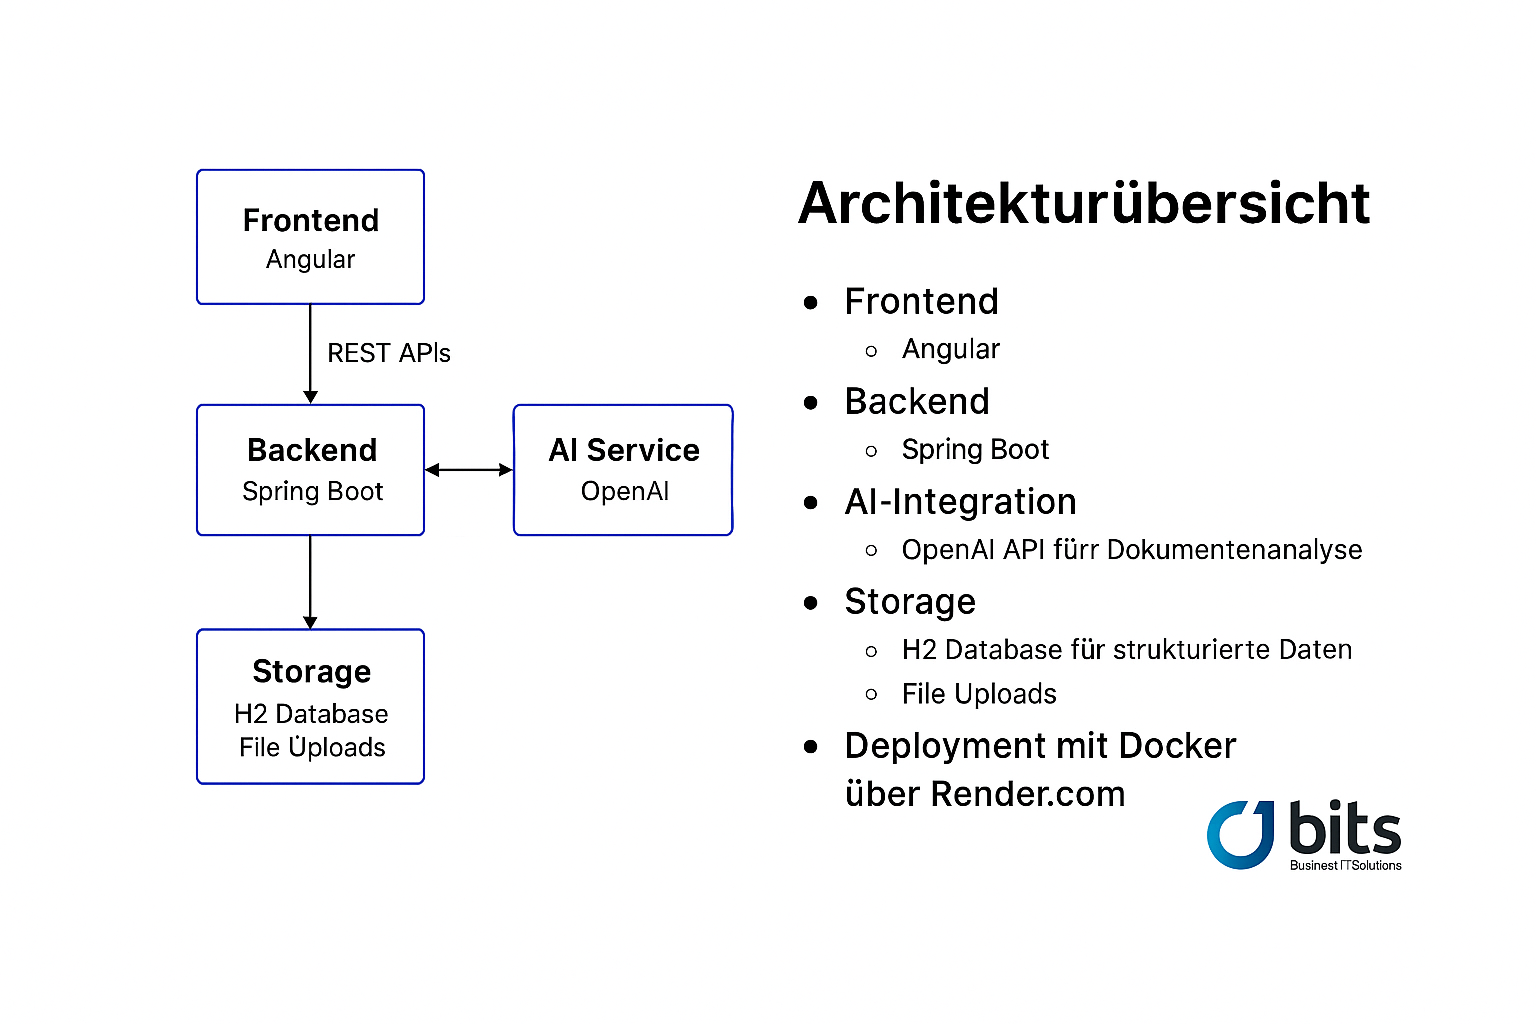 Frontend
Angular
REST APIs
Backend
Spring Boot
AI Service
OpenAI
Storage
H2 Database
File U̇ploads
Architekturübersicht
• Frontend
○ Angular
• Backend
○ Spring Boot
• AI-Integration
○ OpenAI API fürr Dokumentenanalyse
• Storage
○ H2 Database für strukturierte Daten
○ File Uploads
• Deployment mit Docker
über Render.com
bits
Businest ITSolutions